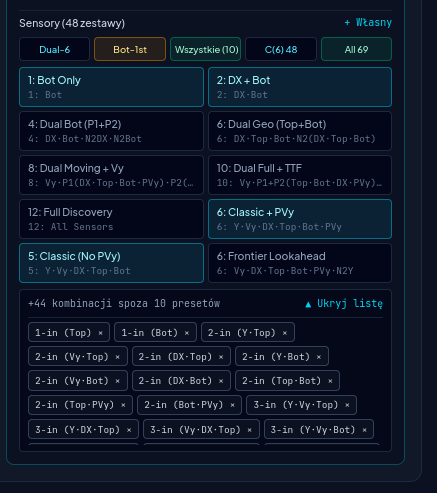 Sensory (48 zestawy) + Własny
Dual-6 Bot-1st Wszystkie (10) C(6) 48 All 69
1: Bot Only 2: DX + Bot
1: Bot 2: DX·Bot
4: Dual Bot (P1+P2) 6: Dual Geo (Top+Bot)
4: DX·Bot·N2DX·N2Bot 6: DX·Top·Bot·N2(DX·Top·Bot)
8: Dual Moving + Vy 10: Dual Full + TTF
8: Vy·P1(DX·Top·Bot·PVy)·P2(… 10: Vy·P1+P2(Top·Bot·DX·PVy)…
12: Full Discovery 6: Classic + PVy
12: All Sensors 6: Y·Vy·DX·Top·Bot·PVy
5: Classic (No PVy) 6: Frontier Lookahead
5: Y·Vy·DX·Top·Bot 6: Vy·DX·Top·Bot·PVy·N2Y
+44 kombinacji spoza 10 presetów ▲ Ukryj listę
1-in (Top) × 1-in (Bot) × 2-in (Y·Top) ×
2-in (Vy·Top) × 2-in (DX·Top) × 2-in (Y·Bot) ×
2-in (Vy·Bot) × 2-in (DX·Bot) × 2-in (Top·Bot) ×
2-in (Top·PVy) × 2-in (Bot·PVy) × 3-in (Y·Vy·Top) ×
3-in (Y·DX·Top) × 3-in (Vy·DX·Top) × 3-in (Y·Vy·Bot) ×